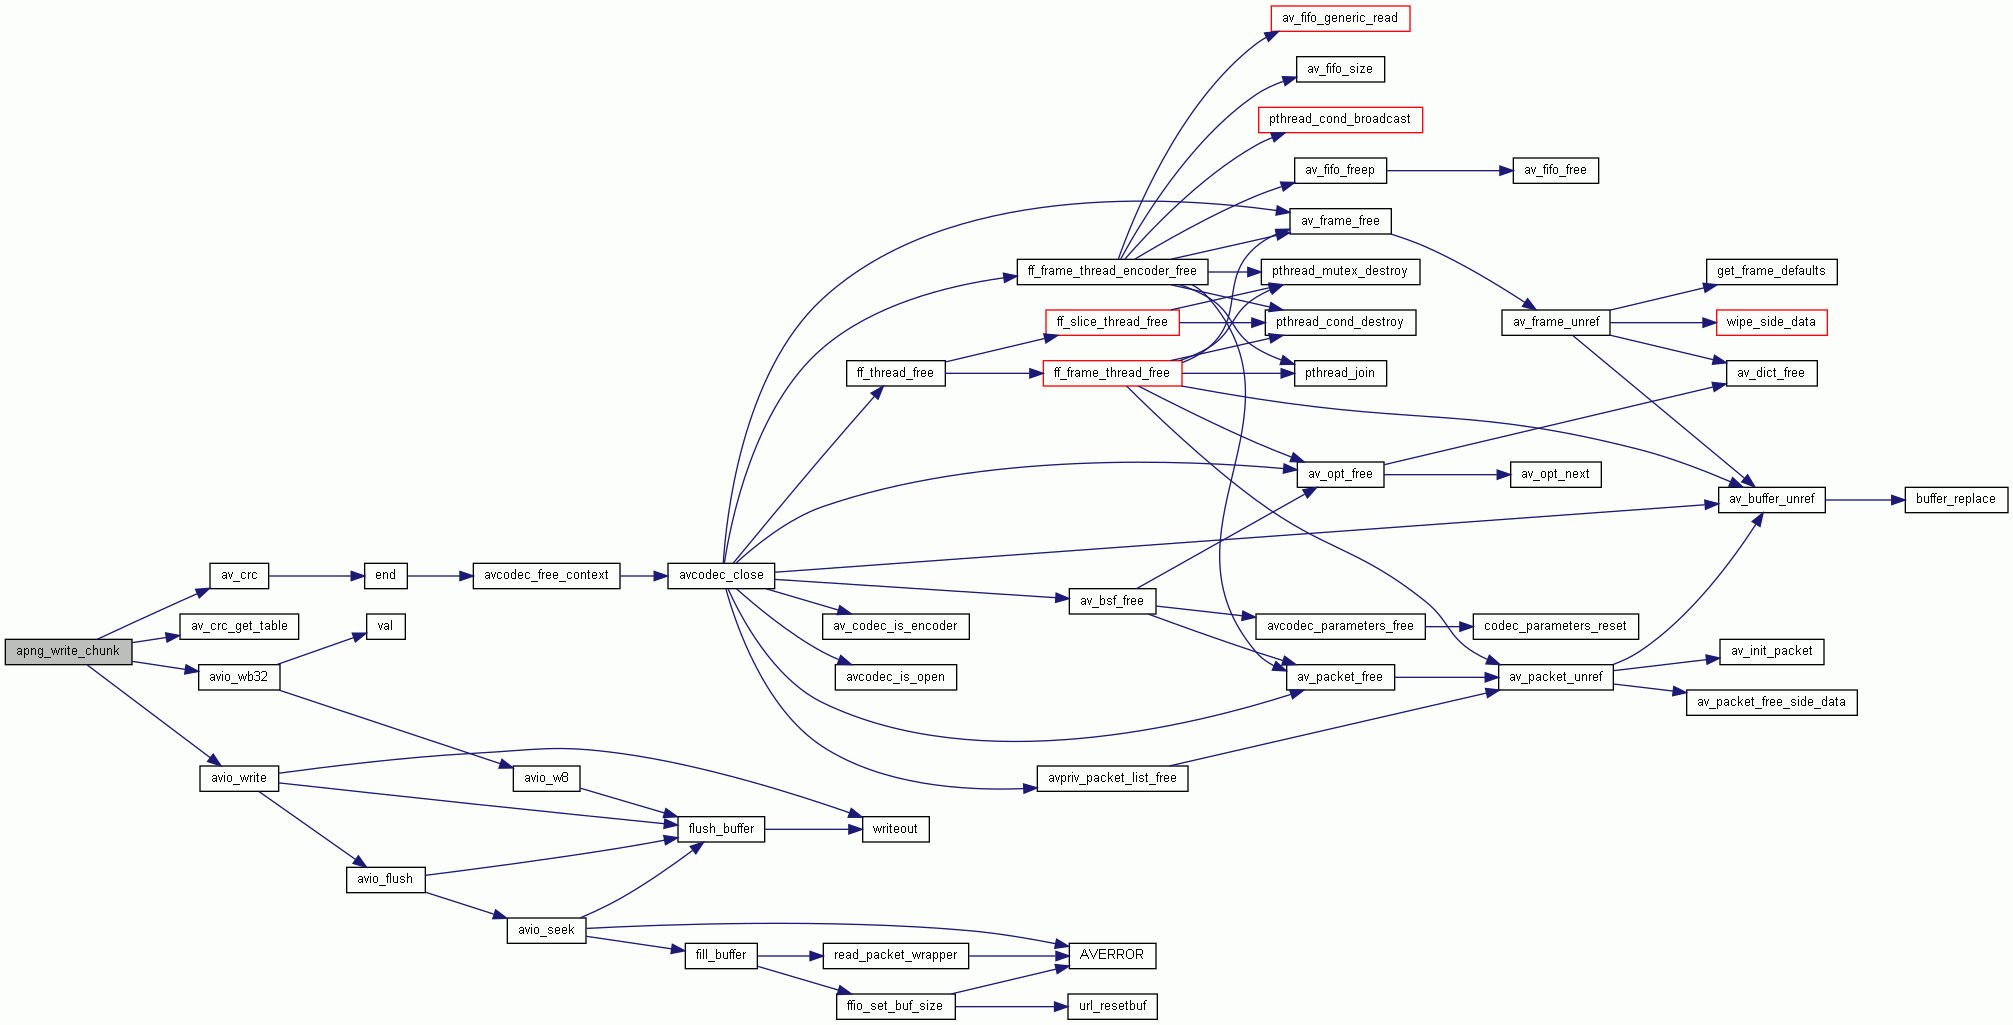 av_fifo_generic_read
av_fifo_size
pthread_cond_broadcast
av_fifo_freep
av_fifo_free
av_frame_free
ff_frame_thread_encoder_free
pthread_mutex_destroy
get_frame_defaults
ff_slice_thread_free
pthread_cond_destroy
av_frame_unref
wipe_side_data
ff_thread_free
ff_frame_thread_free
pthread_join
av_dict_free
av_opt_free
av_opt_next
av_buffer_unref
buffer_replace
av_crc
end
avcodec_free_context
avcodec_close
av_bsf_free
av_crc_get_table
val
av_codec_is_encoder
avcodec_parameters_free
codec_parameters_reset
apng_write_chunk
av_init_packet
avio_wb32
avcodec_is_open
av_packet_free
av_packet_unref
av_packet_free_side_data
avio_write
avio_w8
avpriv_packet_list_free
flush_buffer
writeout
avio_flush
avio_seek
fill_buffer
read_packet_wrapper
AVERROR
ffio_set_buf_size
url_resetbuf